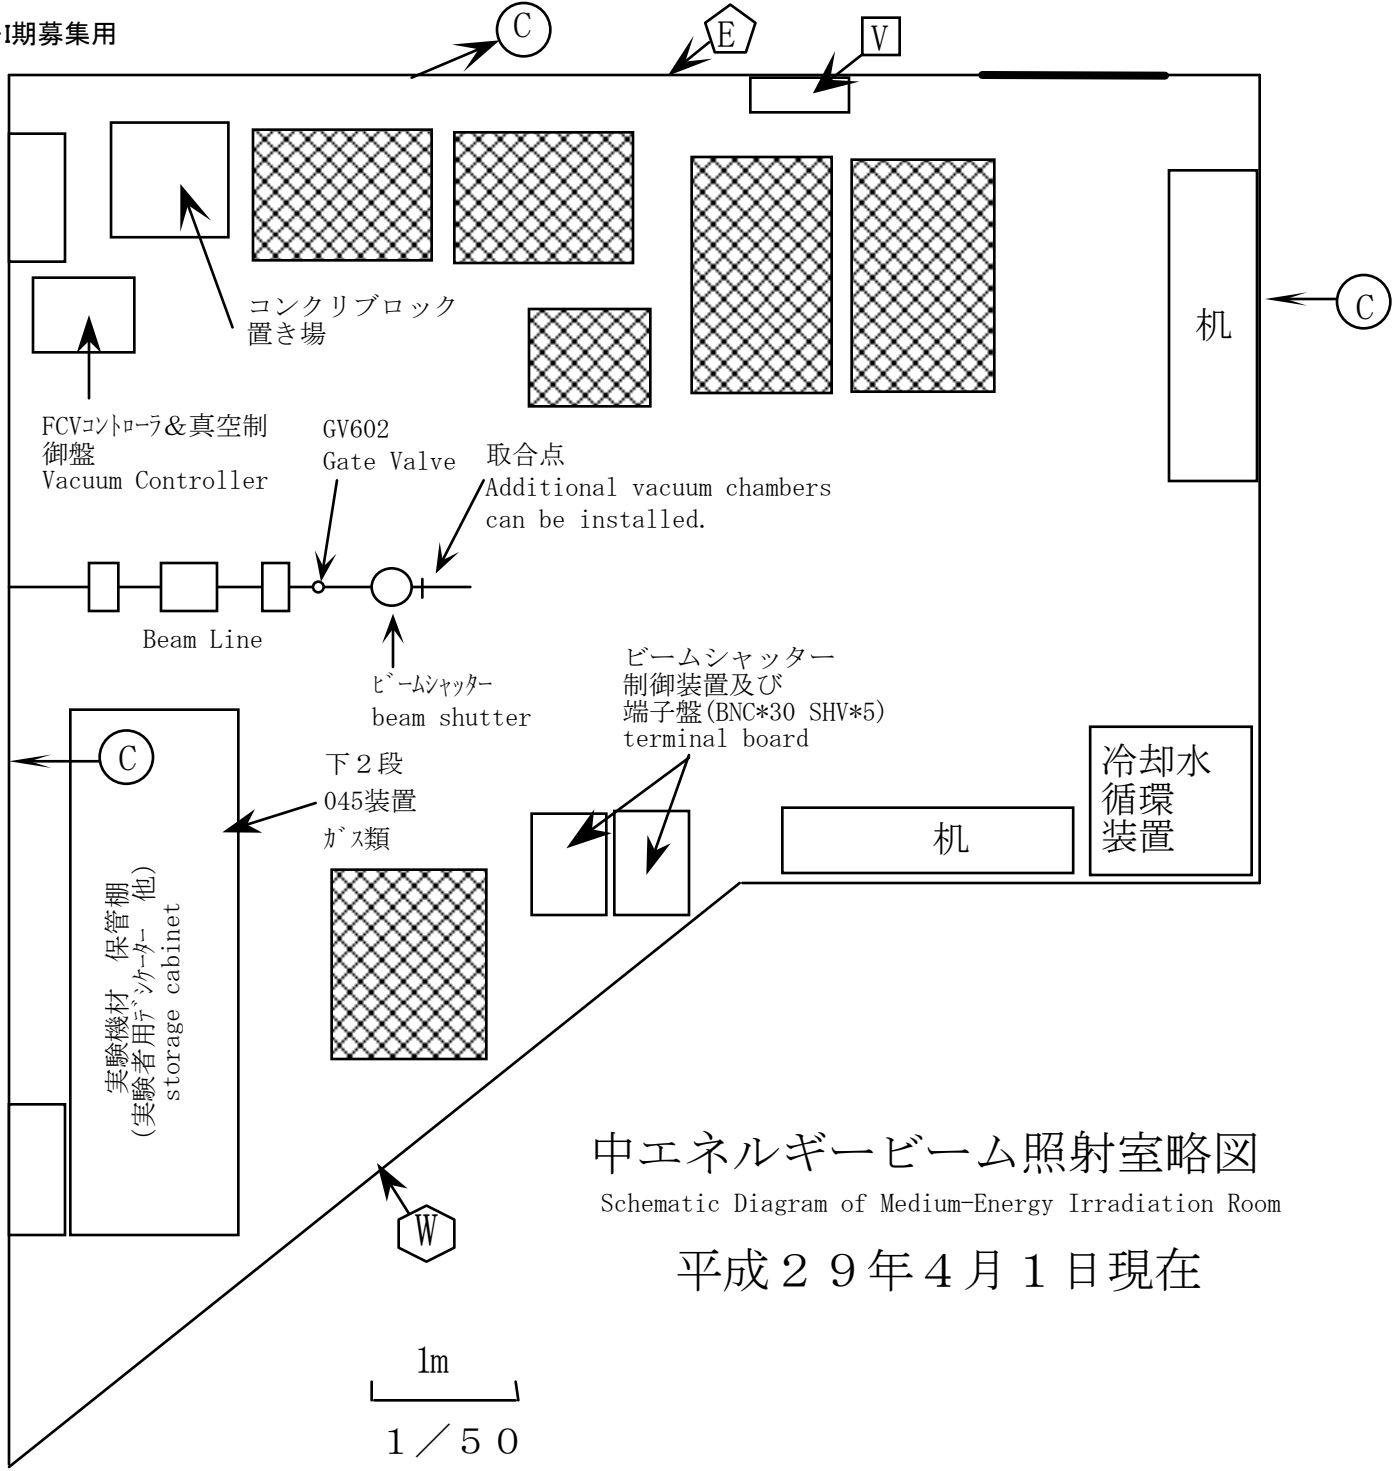 I期募集用
C
E
V
コンクリブロック
置き場
机
C
FCVｺﾝﾄﾛｰﾗ＆真空制
御盤
Vacuum Controller
GV602
Gate Valve
取合点
Additional vacuum chambers
can be installed.
Beam Line
ﾋﾞｰﾑｼｬｯﾀｰ
beam shutter
ビームシャッター
制御装置及び
端子盤(BNC*30 SHV*5)
terminal board
C
下２段
045装置
ｶﾞｽ類
冷却水
循環
装置
机
実験機材　保管棚
(実験者用ﾃﾞｼｹｰﾀｰ　他)
storage cabinet
中エネルギービーム照射室略図
Schematic Diagram of Medium-Energy Irradiation Room
W
平成２９年４月１日現在
1m
１／５０